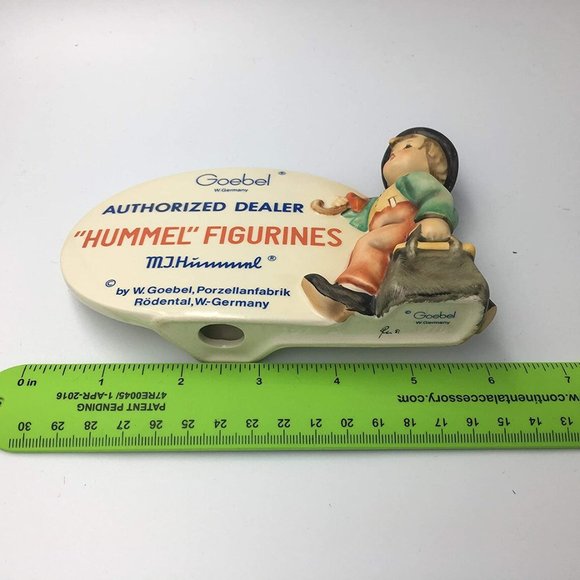 Goebel ®
W.Germany
AUTHORIZED DEALER
"HUMMEL" FIGURINES
M.J.Hummel ®
© by W. Goebel, Porzellanfabrik
Rödental, W.-Germany
© Goebel
W.Germany
0 in 1 2 3 4 5 6 7
PATENT PENDING
47RE0045/1-APR-2016
w.continentalaccessory.com
30 29 28 27 26 25 24 23 22 21 20 19 18 17 16 15 14 13